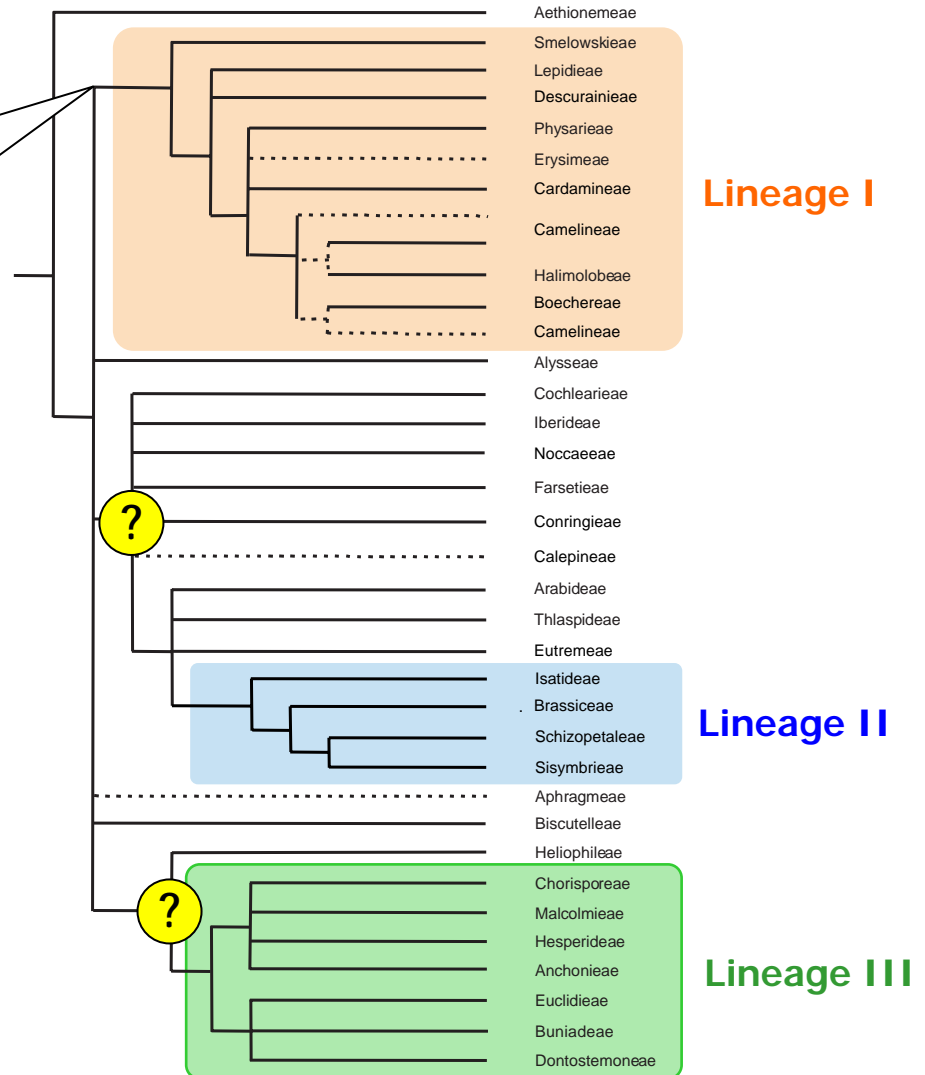 Aethionemeae
Smelowskieae
Lepidieae
Descurainieae
Physarieae
Erysimeae
Lineage I
Cardamineae
Camelineae
Halimolobeae
Boechereae
Camelineae
Alysseae
Cochlearieae
Iberideae
Noccaeeae
Farsetieae
?
Conringieae
Calepineae
Arabideae
Thlaspideae
Eutremeae
Isatideae
. Brassiceae
Lineage II
Schizopetaleae
Sisymbrieae
Aphragmeae
Biscutelleae
Heliophileae
Chorisporeae
?
Malcolmieae
Hesperideae
Anchonieae
Lineage III
Euclidieae
Buniadeae
Dontostemoneae